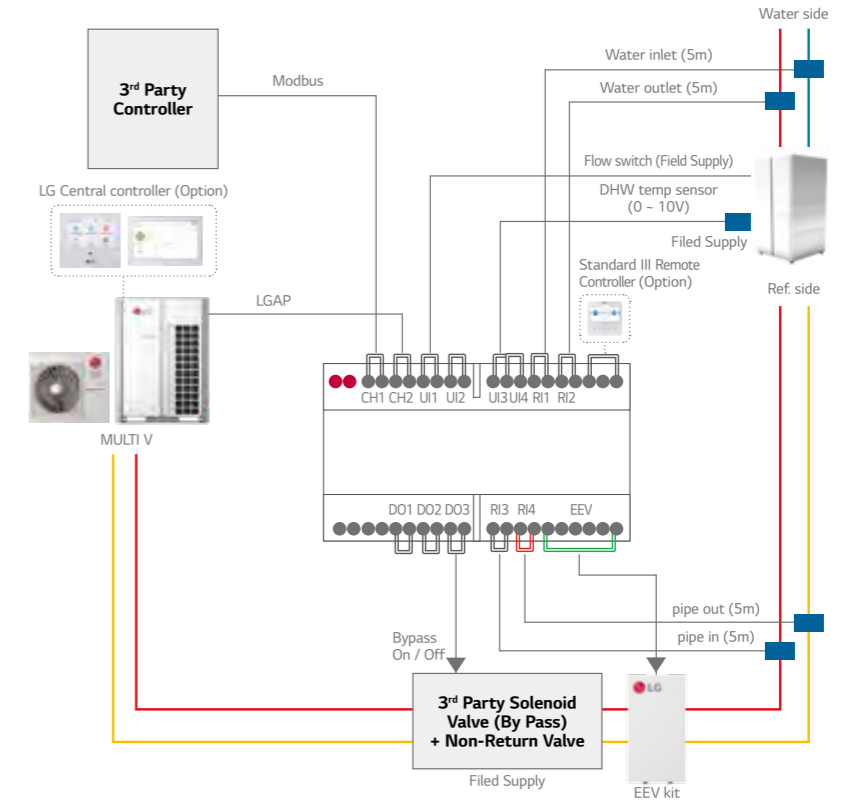 Water side
Water inlet (5m)
Modbus
3rd Party
Controller
Water outlet (5m)
Flow switch (Field Supply)
LG Central controller (Option)
DHW temp sensor
(0 ~ 10V)
Filed Supply
Standard III Remote
Controller (Option)
Ref. side
LGAP
LG
CH1 CH2 UI1 UI2 UI3 UI4 RI1 RI2
MULTI V
DO1 DO2 DO3 RI3 RI4 EEV
pipe out (5m)
Bypass
On / Off
pipe in (5m)
LG
3rd Party Solenoid
Valve (By Pass)
+ Non-Return Valve
Filed Supply
EEV kit